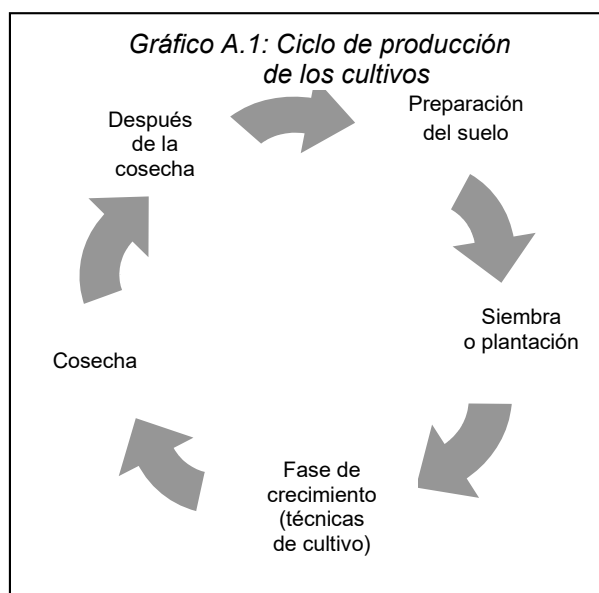 Gráfico A.1: Ciclo de producción
de los cultivos
Preparación
del suelo
Siembra
o plantación
Fase de
crecimiento
(técnicas
de cultivo)
Cosecha
Después
de la
cosecha